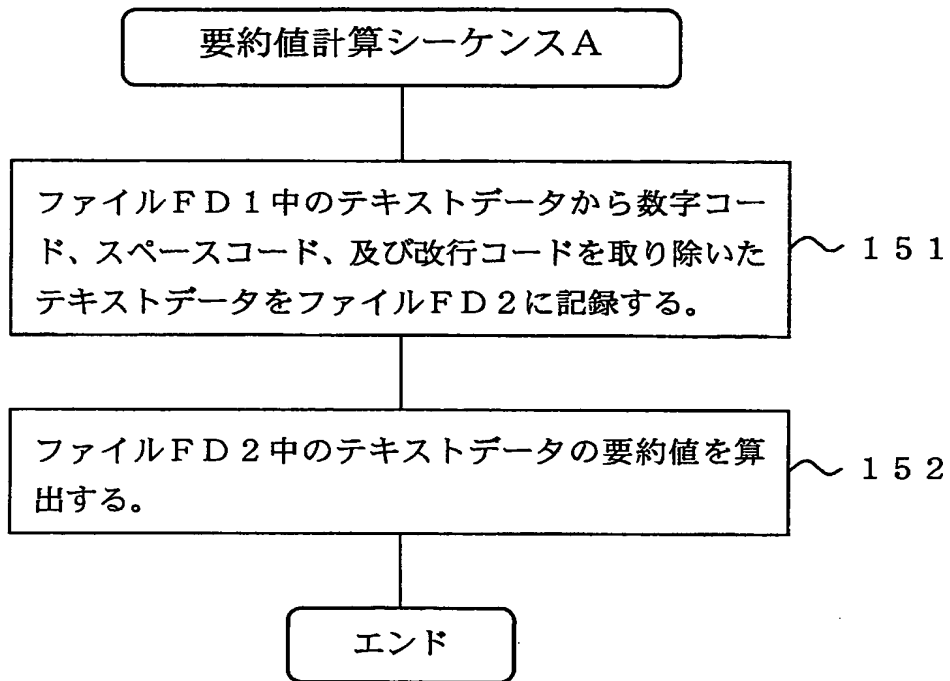 要約値計算シーケンスA
ファイルFD1中のテキストデータから数字コー
ド、スペースコード、及び改行コードを取り除いた
テキストデータをファイルFD2に記録する。
151
ファイルFD2中のテキストデータの要約値を算
出する。
152
エンド